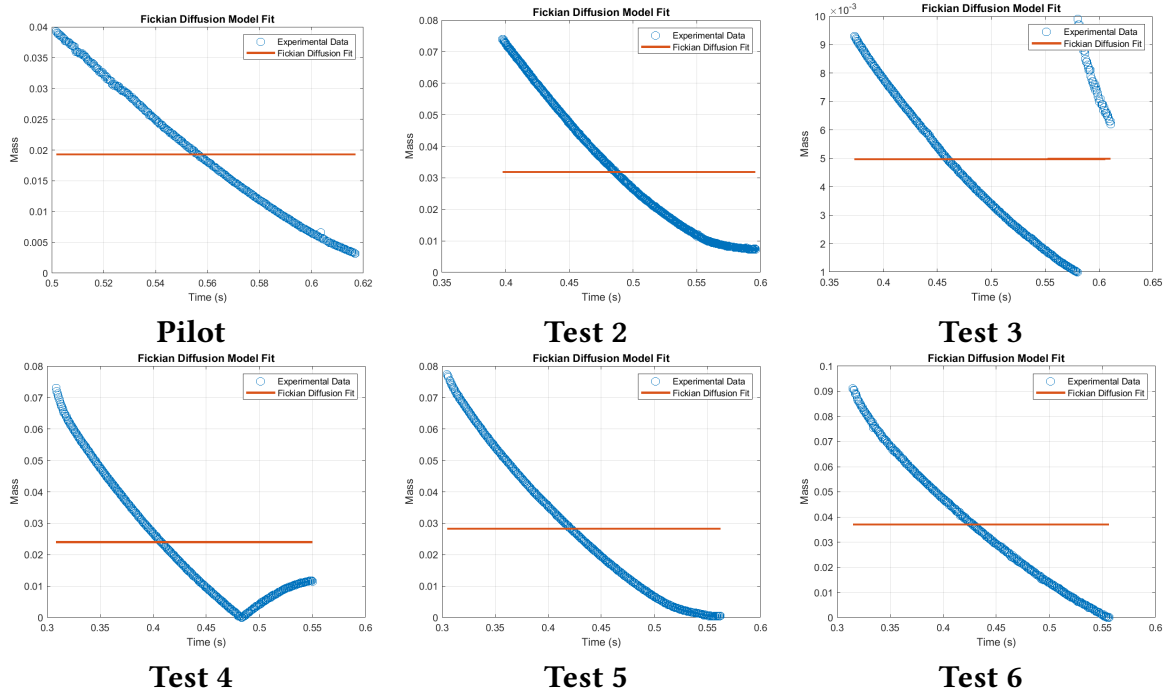 Fickian Diffusion Model Fit
0.04
0.035
0.03
0.025
0.02
0.015
0.01
0.005
0
Mass
Experimental Data
Fickian Diffusion Fit
0.5
0.52
0.54
0.56
0.58
0.6
0.62
Time (s)
Pilot
Fickian Diffusion Model Fit
0.08
0.07
0.06
0.05
0.04
0.03
0.02
0.01
0
Mass
Experimental Data
Fickian Diffusion Fit
0.35
0.4
0.45
0.5
0.55
0.6
Time (s)
Test 2
Fickian Diffusion Model Fit
10
×10⁻³
9
8
7
6
5
4
3
2
1
Mass
Experimental Data
Fickian Diffusion Fit
0.35
0.4
0.45
0.5
0.55
0.6
0.65
Time (s)
Test 3
Fickian Diffusion Model Fit
0.08
0.07
0.06
0.05
0.04
0.03
0.02
0.01
0
Mass
Experimental Data
Fickian Diffusion Fit
0.3
0.35
0.4
0.45
0.5
0.55
0.6
Time (s)
Test 4
Fickian Diffusion Model Fit
0.08
0.07
0.06
0.05
0.04
0.03
0.02
0.01
0
Mass
Experimental Data
Fickian Diffusion Fit
0.3
0.35
0.4
0.45
0.5
0.55
0.6
Time (s)
Test 5
Fickian Diffusion Model Fit
0.1
0.09
0.08
0.07
0.06
0.05
0.04
0.03
0.02
0.01
0
Mass
Experimental Data
Fickian Diffusion Fit
0.3
0.35
0.4
0.45
0.5
0.55
0.6
Time (s)
Test 6